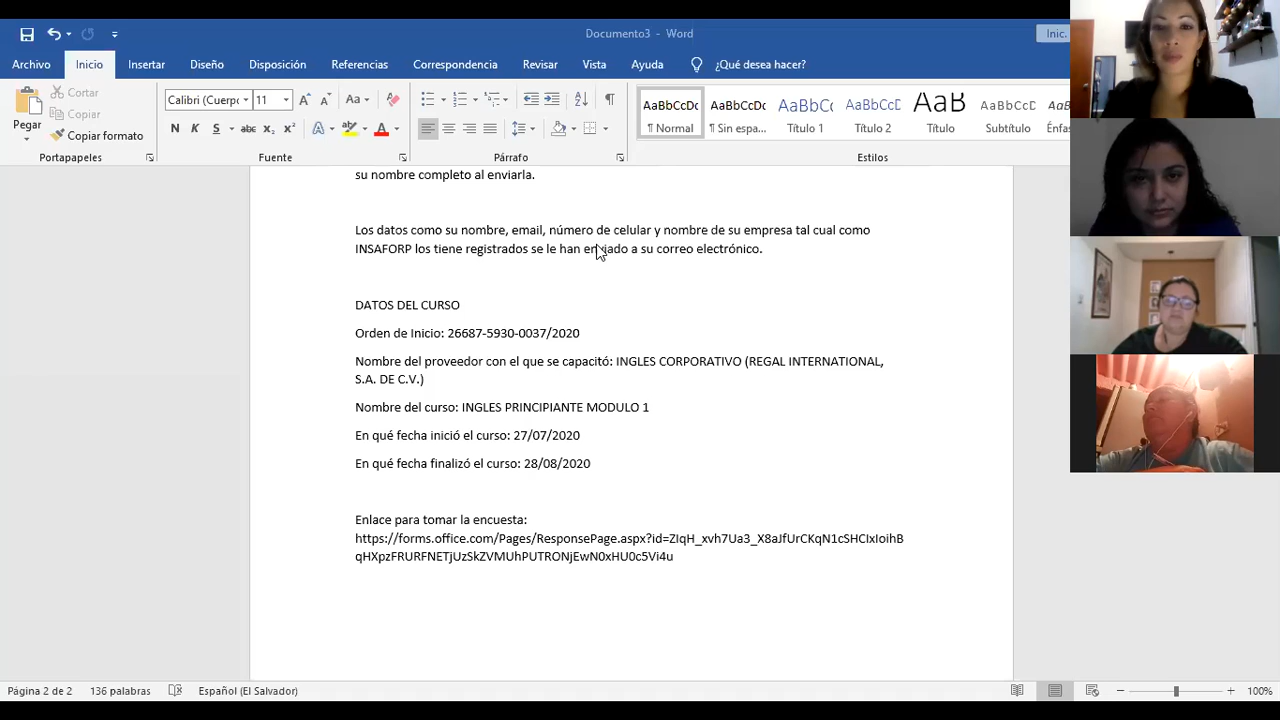 Documento3 - Word
Inic.
Archivo Inicio Insertar Diseño Disposición Referencias Correspondencia Revisar Vista Ayuda ¿Qué desea hacer?
Pegar
Cortar
Copiar
Copiar formato
Calibri (Cuerpo 11
N K S abc x₂ x²
AaBbCcDc AaBbCcDc AaBbCc AaBbCcC AaB AaBbCcD
¶ Normal ¶ Sin espa... Título 1 Título 2 Título Subtítulo Énfas
Portapapeles Fuente Párrafo Estilos
su nombre completo al enviarla.
Los datos como su nombre, email, número de celular y nombre de su empresa tal cual como
INSAFORP los tiene registrados se le han enviado a su correo electrónico.
DATOS DEL CURSO
Orden de Inicio: 26687-5930-0037/2020
Nombre del proveedor con el que se capacitó: INGLES CORPORATIVO (REGAL INTERNATIONAL,
S.A. DE C.V.)
Nombre del curso: INGLES PRINCIPIANTE MODULO 1
En qué fecha inició el curso: 27/07/2020
En qué fecha finalizó el curso: 28/08/2020
Enlace para tomar la encuesta:
https://forms.office.com/Pages/ResponsePage.aspx?id=ZIqH_xvh7Ua3_X8aJfUrCKqN1cSHCIxIoihB
qHXpzFRURFNETjUzSkZVMUhPUTRONjEwN0xHU0c5Vi4u
Página 2 de 2 136 palabras Español (El Salvador) 100%